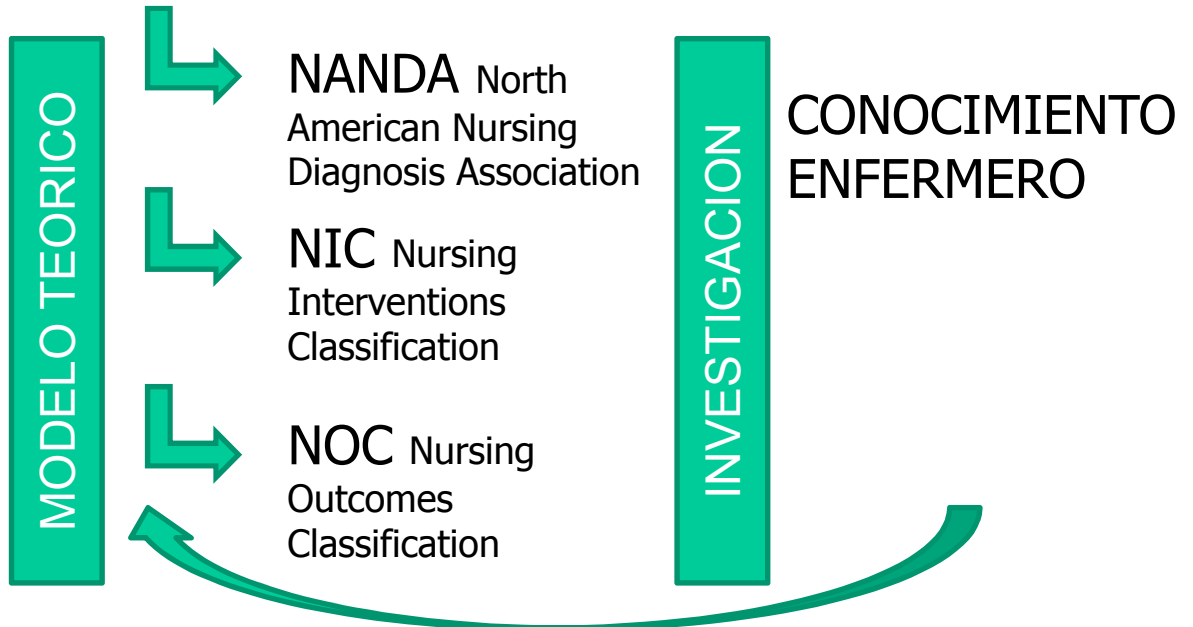 MODELO TEORICO
NANDA North
American Nursing
Diagnosis Association
NIC Nursing
Interventions
Classification
NOC Nursing
Outcomes
Classification
INVESTIGACION
CONOCIMIENTO
ENFERMERO